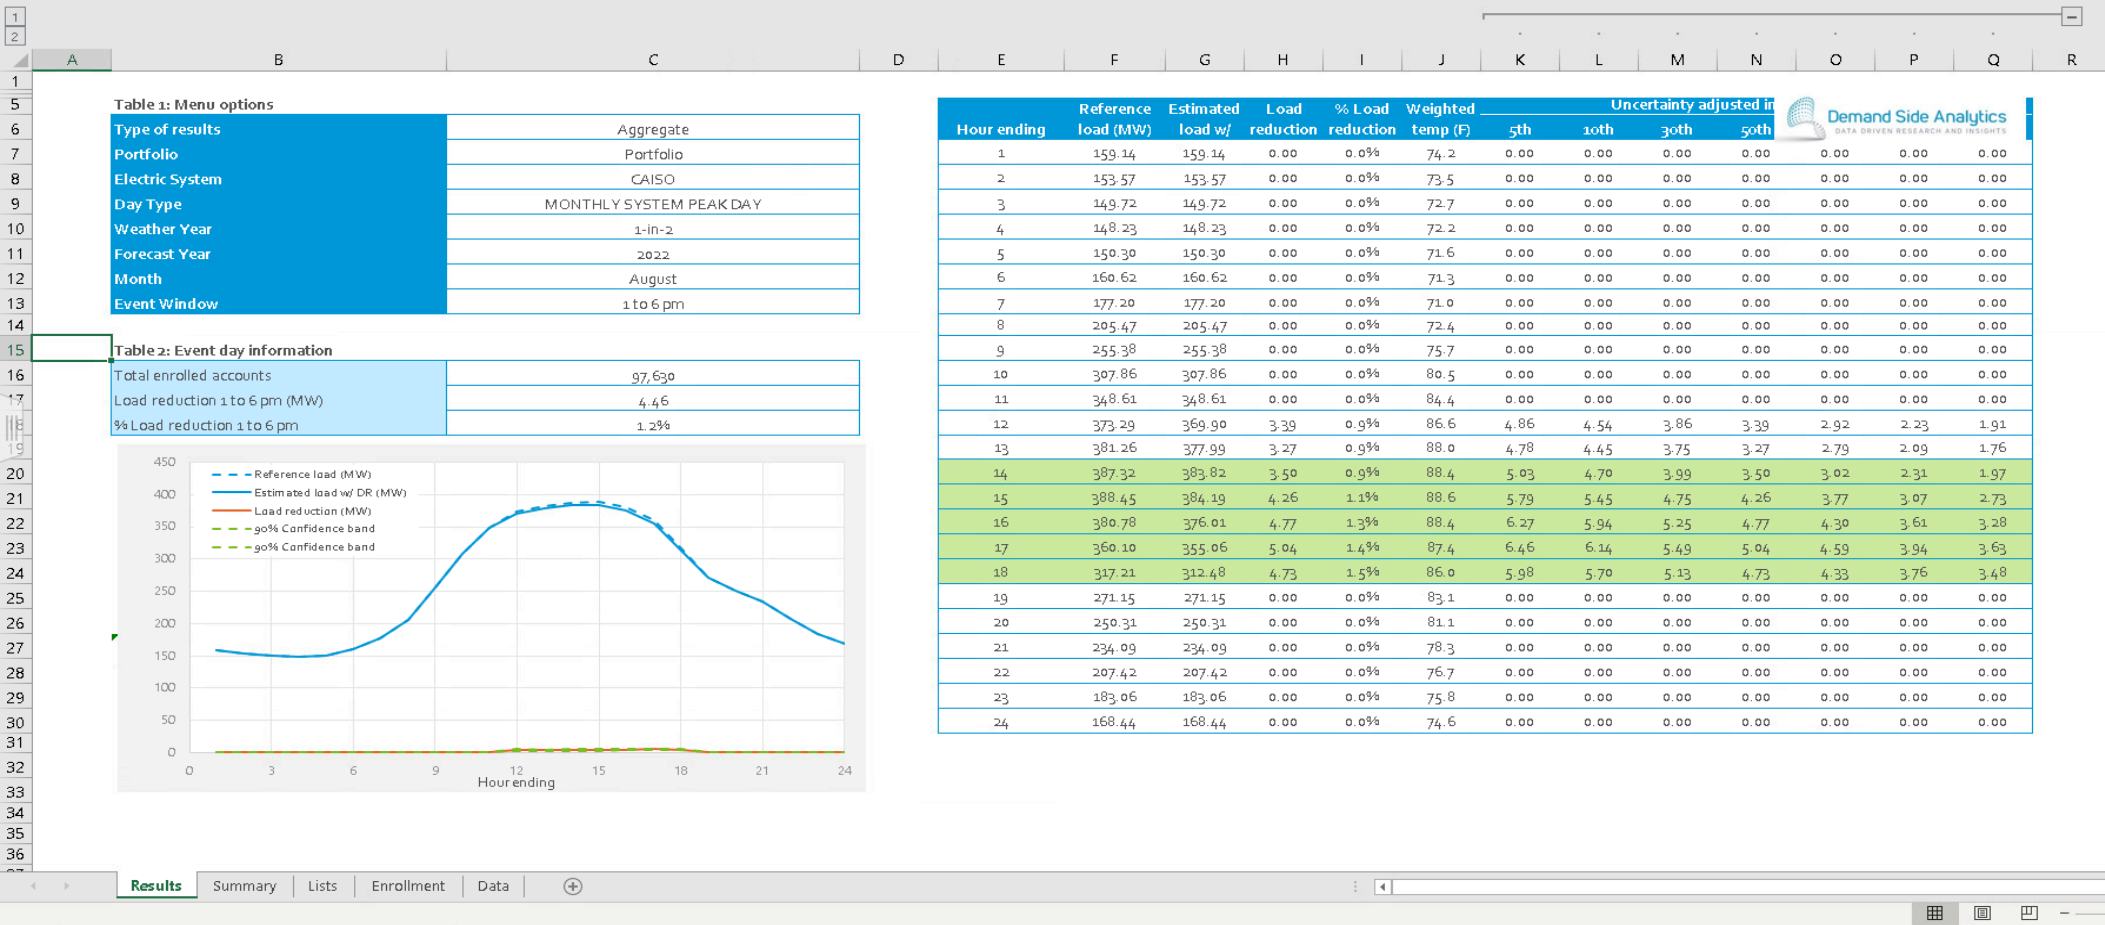 1
2
A B C D E F G H I J K L M N O P Q R
1
5 Table 1: Menu options
6 Type of results Aggregate
7 Portfolio Portfolio
8 Electric System CAISO
9 Day Type MONTHLY SYSTEM PEAK DAY
10 Weather Year 1-in-2
11 Forecast Year 2022
12 Month August
13 Event Window 1 to 6 pm
14
15 Table 2: Event day information
16 Total enrolled accounts 97,630
17 Load reduction 1 to 6 pm (MW) 4.46
18 % Load reduction 1 to 6 pm 1.2%
19
20
21
22
23
24
25
26
27
28
29
30
31
32
33
34
35
36
450
400
350
300
250
200
150
100
50
0
Reference load (MW)
Estimated load w/ DR (MW)
Load reduction (MW)
90% Confidence band
90% Confidence band
0 3 6 9 12 15 18 21 24
Hour ending
Reference Estimated Load % Load Weighted Uncertainty adjusted in
Hour ending load (MW) load w/ reduction reduction temp (F) 5th 10th 30th 50th
Demand Side Analytics
DATA DRIVEN RESEARCH AND INSIGHTS
1 159.14 159.14 0.00 0.0% 74.2 0.00 0.00 0.00 0.00 0.00 0.00 0.00
2 153.57 153.57 0.00 0.0% 73.5 0.00 0.00 0.00 0.00 0.00 0.00 0.00
3 149.72 149.72 0.00 0.0% 72.7 0.00 0.00 0.00 0.00 0.00 0.00 0.00
4 148.23 148.23 0.00 0.0% 72.2 0.00 0.00 0.00 0.00 0.00 0.00 0.00
5 150.30 150.30 0.00 0.0% 71.6 0.00 0.00 0.00 0.00 0.00 0.00 0.00
6 160.62 160.62 0.00 0.0% 71.3 0.00 0.00 0.00 0.00 0.00 0.00 0.00
7 177.20 177.20 0.00 0.0% 71.0 0.00 0.00 0.00 0.00 0.00 0.00 0.00
8 205.47 205.47 0.00 0.0% 72.4 0.00 0.00 0.00 0.00 0.00 0.00 0.00
9 255.38 255.38 0.00 0.0% 75.7 0.00 0.00 0.00 0.00 0.00 0.00 0.00
10 307.86 307.86 0.00 0.0% 80.5 0.00 0.00 0.00 0.00 0.00 0.00 0.00
11 348.61 348.61 0.00 0.0% 84.4 0.00 0.00 0.00 0.00 0.00 0.00 0.00
12 373.29 369.90 3.39 0.9% 86.6 4.86 4.54 3.86 3.39 2.92 2.23 1.91
13 381.26 377.99 3.27 0.9% 88.0 4.78 4.45 3.75 3.27 2.79 2.09 1.76
14 387.32 383.82 3.50 0.9% 88.4 5.03 4.70 3.99 3.50 3.02 2.31 1.97
15 388.45 384.19 4.26 1.1% 88.6 5.79 5.45 4.75 4.26 3.77 3.07 2.73
16 380.78 376.01 4.77 1.3% 88.4 6.27 5.94 5.25 4.77 4.30 3.61 3.28
17 360.10 355.06 5.04 1.4% 87.4 6.46 6.14 5.49 5.04 4.59 3.94 3.63
18 317.21 312.48 4.73 1.5% 86.0 5.98 5.70 5.13 4.73 4.33 3.76 3.48
19 271.15 271.15 0.00 0.0% 83.1 0.00 0.00 0.00 0.00 0.00 0.00 0.00
20 250.31 250.31 0.00 0.0% 81.1 0.00 0.00 0.00 0.00 0.00 0.00 0.00
21 234.09 234.09 0.00 0.0% 78.3 0.00 0.00 0.00 0.00 0.00 0.00 0.00
22 207.42 207.42 0.00 0.0% 76.7 0.00 0.00 0.00 0.00 0.00 0.00 0.00
23 183.06 183.06 0.00 0.0% 75.8 0.00 0.00 0.00 0.00 0.00 0.00 0.00
24 168.44 168.44 0.00 0.0% 74.6 0.00 0.00 0.00 0.00 0.00 0.00 0.00
Results Summary Lists Enrollment Data